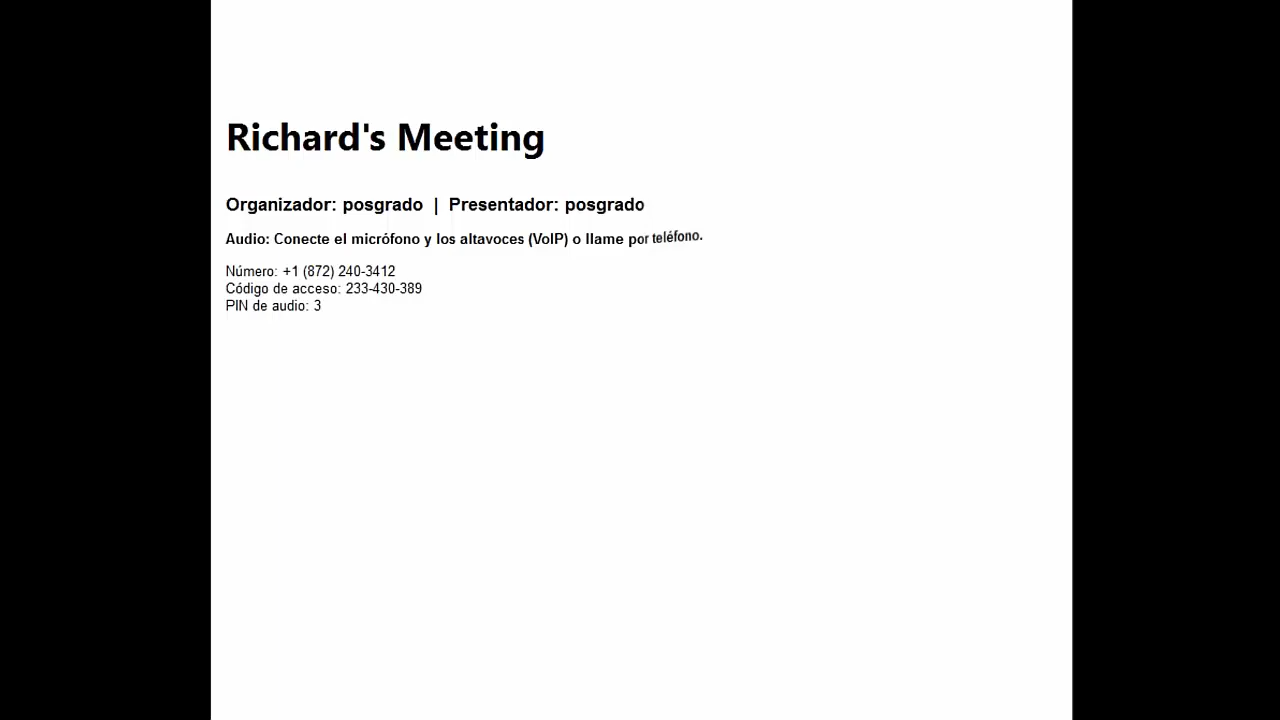 Richard's Meeting
Organizador: posgrado | Presentador: posgrado
Audio: Conecte el micrófono y los altavoces (VoIP) o llame por teléfono.
Número: +1 (872) 240-3412
Código de acceso: 233-430-389
PIN de audio: 3